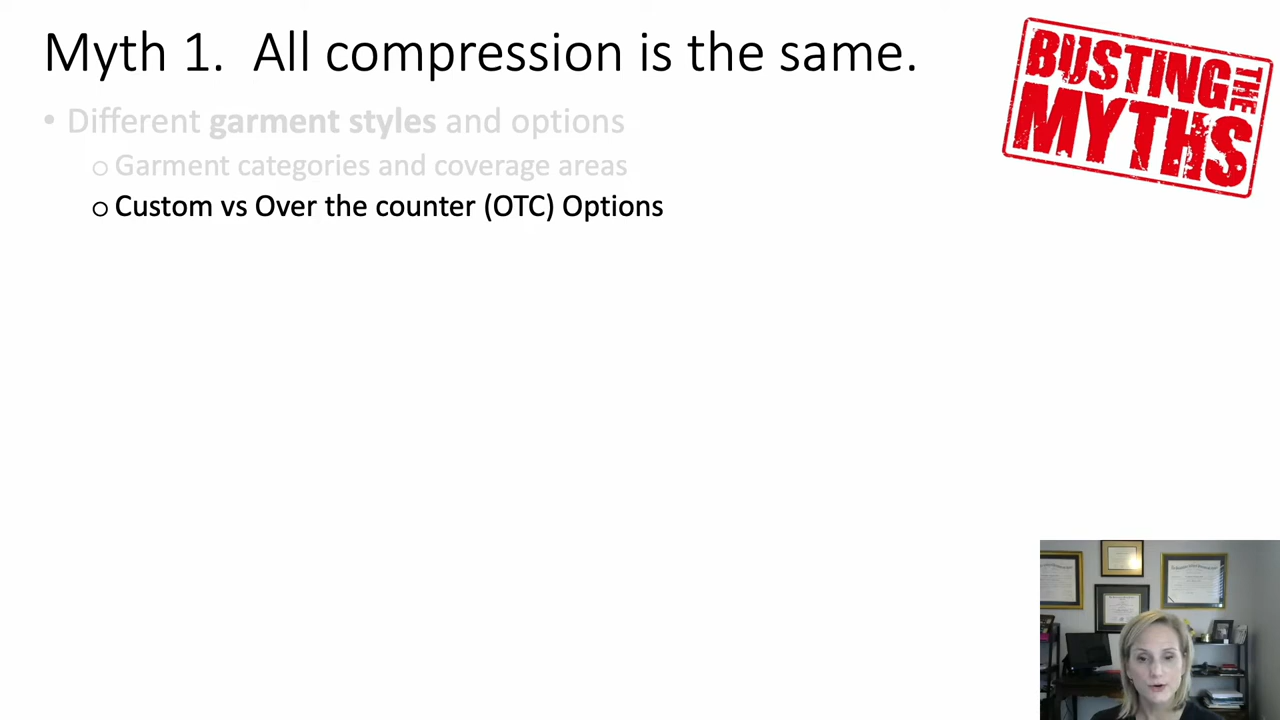 Myth 1. All compression is the same.
BUSTING
THE
MYTHS
• Different garment styles and options
o Garment categories and coverage areas
o Custom vs Over the counter (OTC) Options